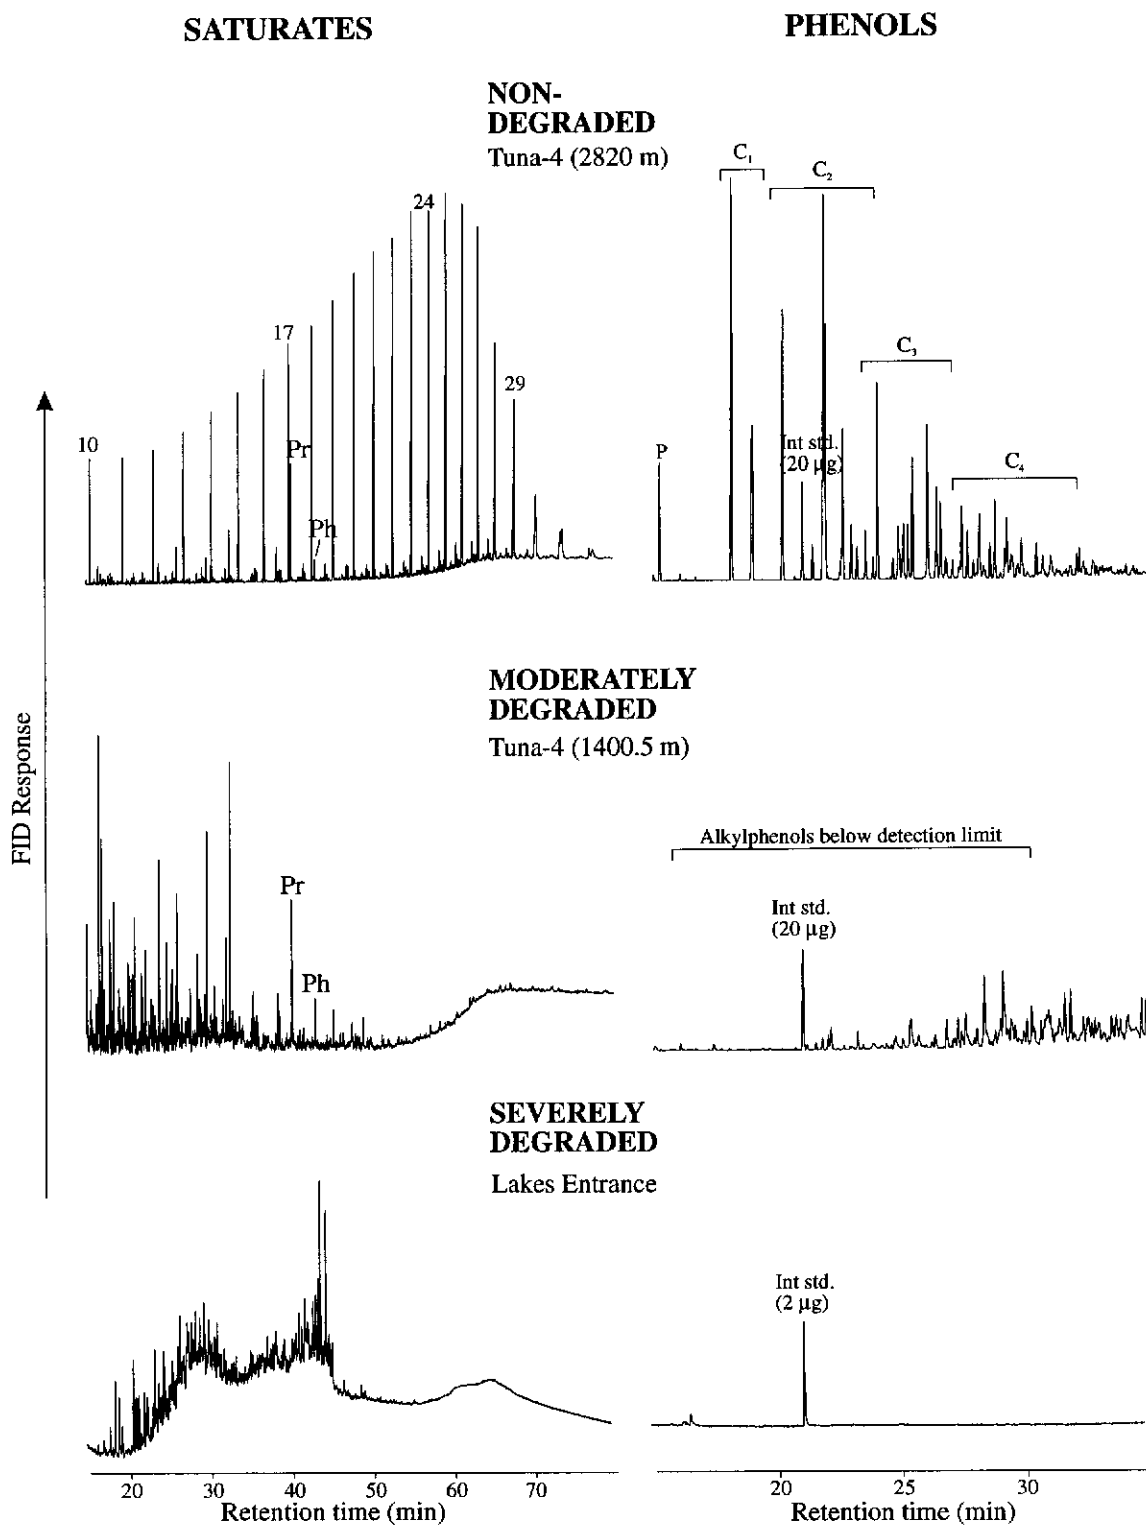 SATURATES
PHENOLS
NON-
DEGRADED
Tuna-4 (2820 m)
C₁
C₂
24
17
C₃
29
10
Pr
Int std.
(20 µg)
P
C₄
Ph
MODERATELY
DEGRADED
Tuna-4 (1400.5 m)
FID Response
Alkylphenols below detection limit
Pr
Int std.
(20 µg)
Ph
SEVERELY
DEGRADED
Lakes Entrance
Int std.
(2 µg)
20 30 40 50 60 70
Retention time (min)
20 25 30
Retention time (min)